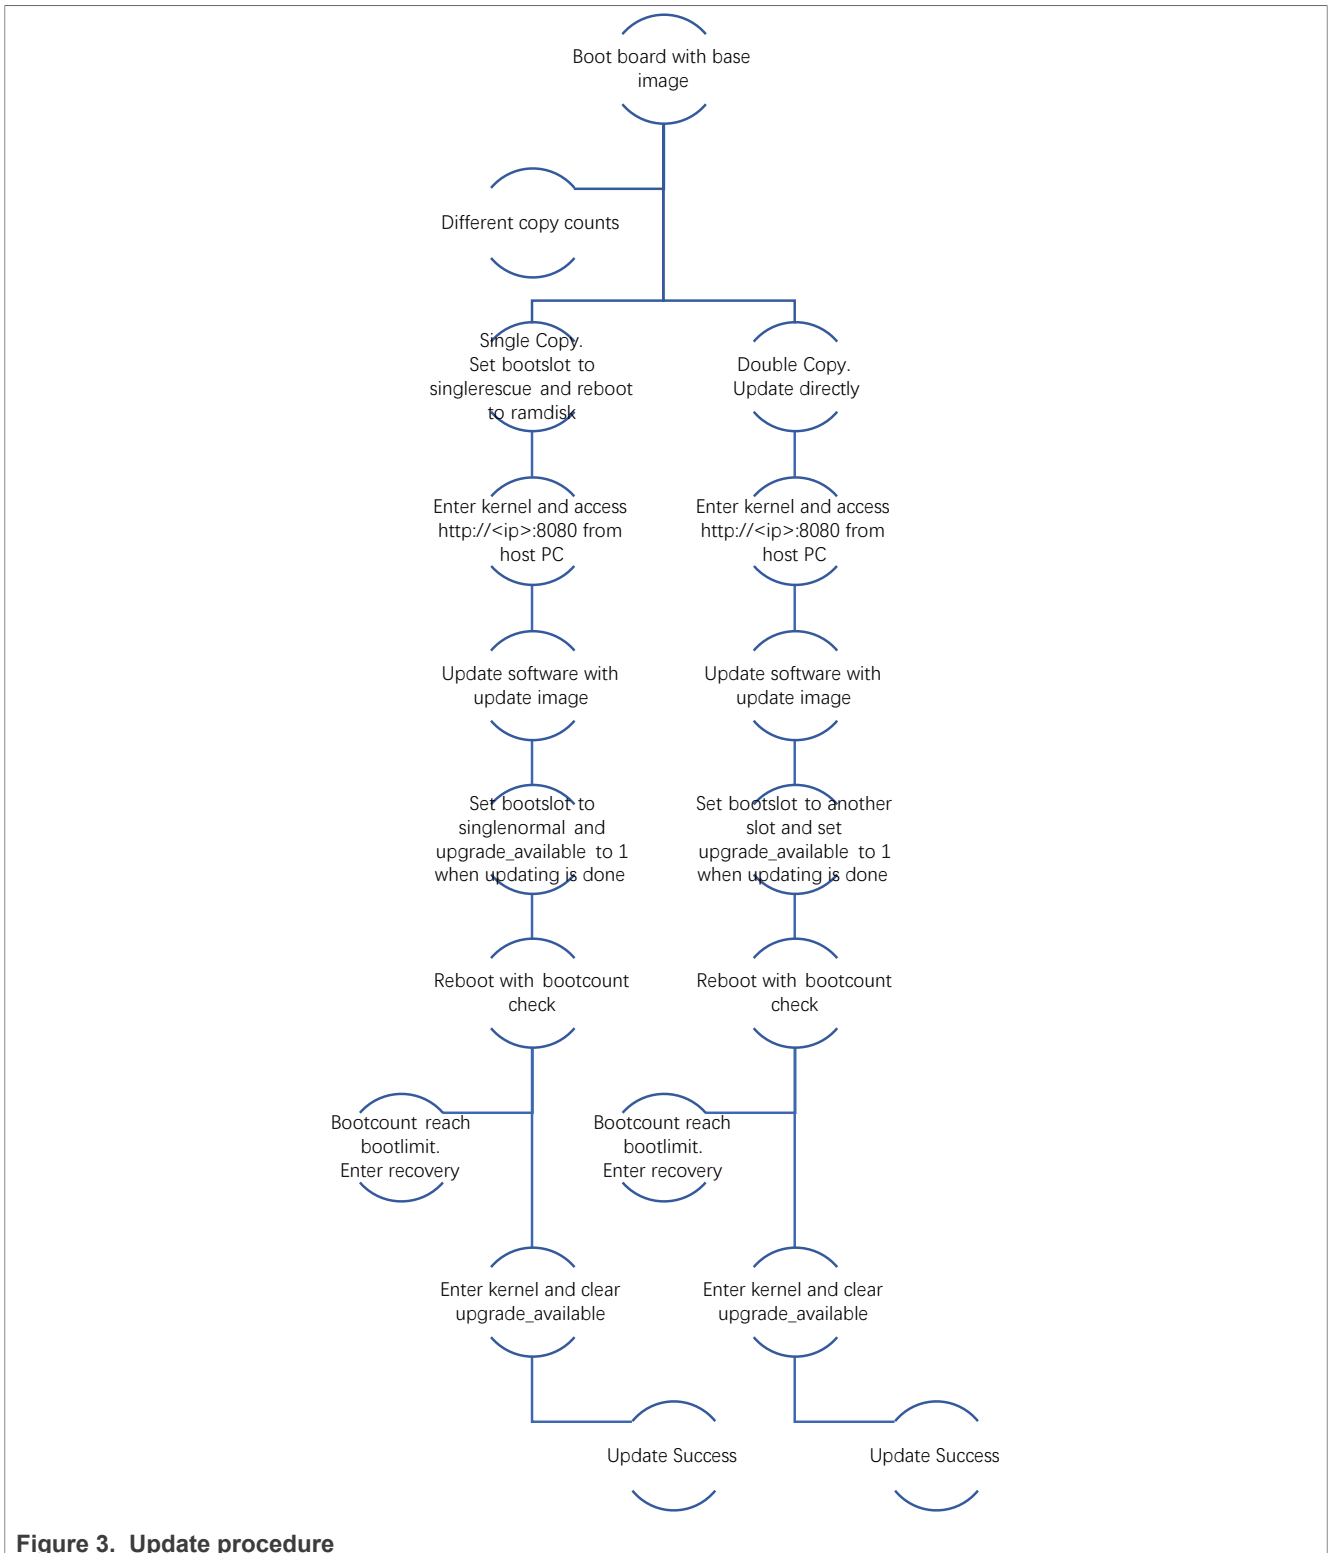 Boot board with base
image
Different copy counts
Single Copy.
Set bootslot to
singlerescue and reboot
to ramdisk
Double Copy.
Update directly
Enter kernel and access
http://<ip>:8080 from
host PC
Enter kernel and access
http://<ip>:8080 from
host PC
Update software with
update image
Update software with
update image
Set bootslot to
singlenormal and
upgrade_available to 1
when updating is done
Set bootslot to another
slot and set
upgrade_available to 1
when updating is done
Reboot with bootcount
check
Reboot with bootcount
check
Bootcount reach
bootlimit.
Enter recovery
Bootcount reach
bootlimit.
Enter recovery
Enter kernel and clear
upgrade_available
Enter kernel and clear
upgrade_available
Update Success
Update Success
Figure 3. Update procedure